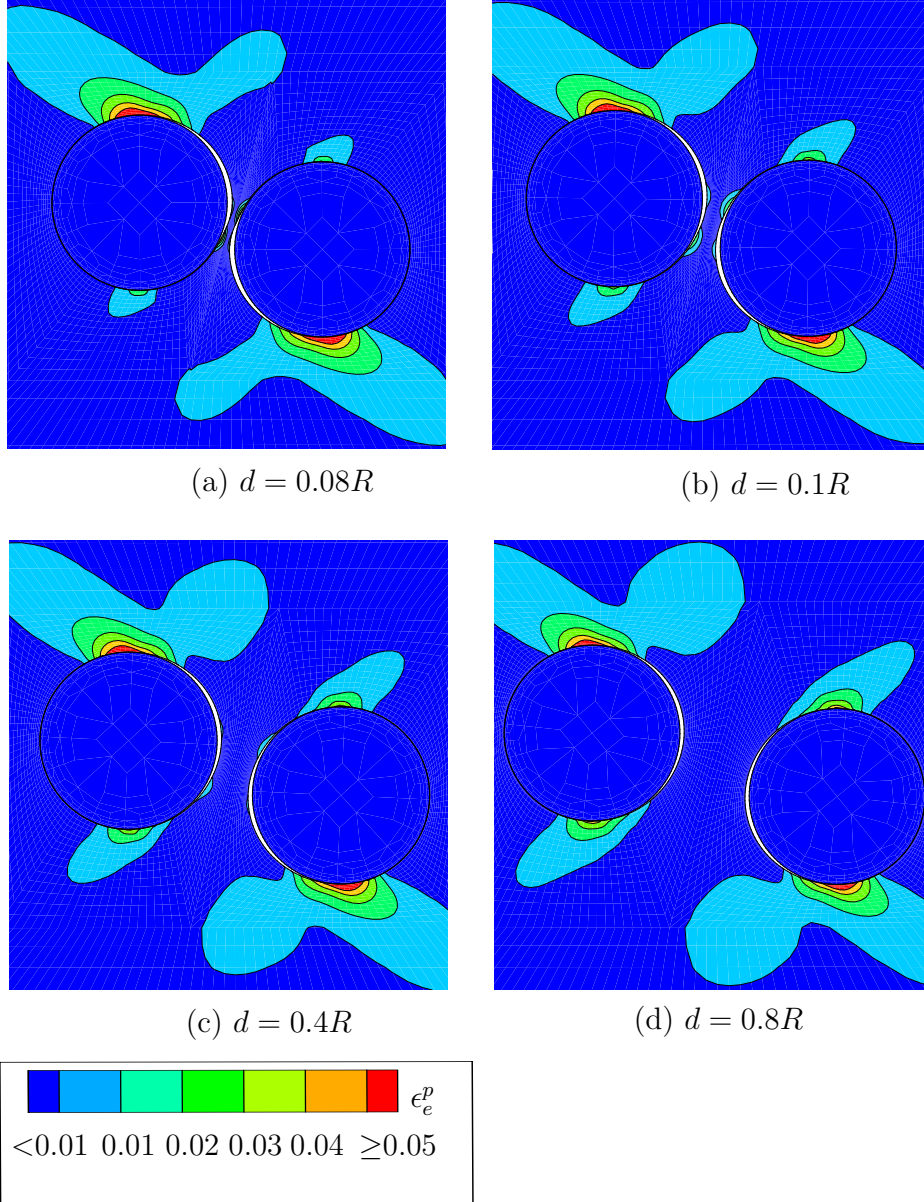 (a) d = 0.08R
(b) d = 0.1R
(c) d = 0.4R
(d) d = 0.8R
ϵ_e^p
<0.01 0.01 0.02 0.03 0.04 ≥0.05